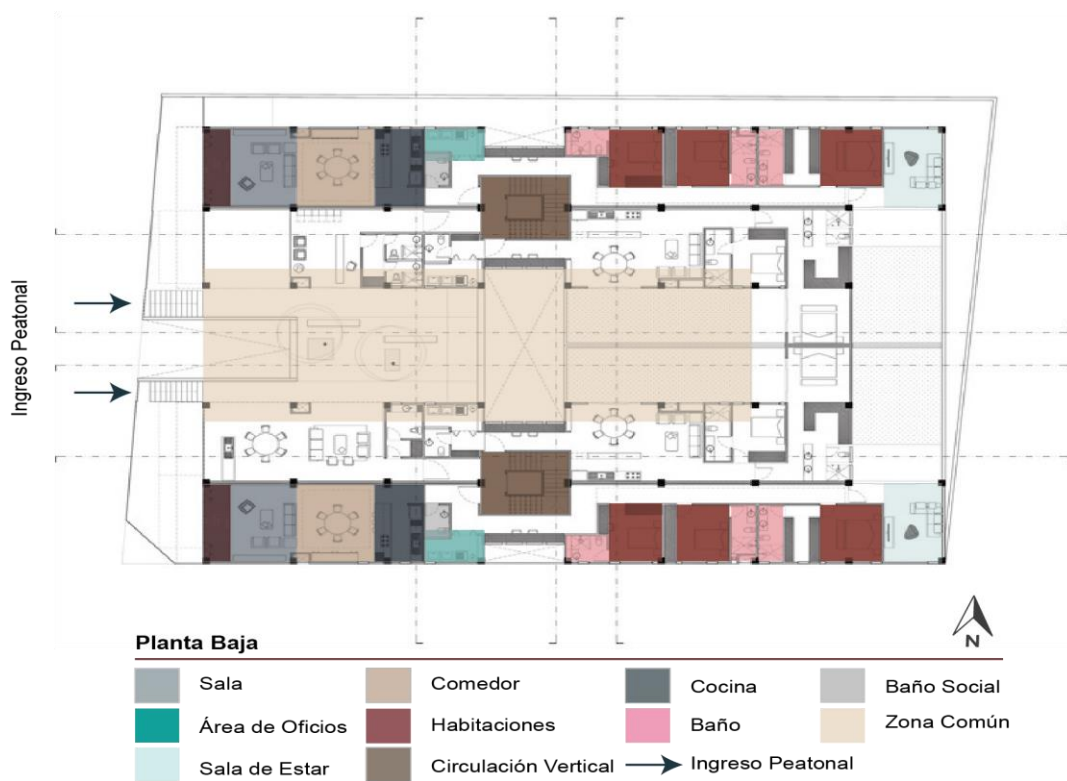 Ingreso Peatonal
N
Planta Baja
Sala
Comedor
Cocina
Baño Social
Área de Oficios
Habitaciones
Baño
Zona Común
Sala de Estar
Circulación Vertical
Ingreso Peatonal